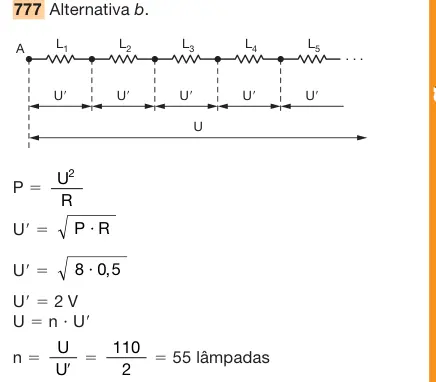 777 Alternativa b.
A L₁ L₂ L₃ L₄ L₅ ...
U′ U′ U′ U′ U′
U
P = U²/R
U′ = √P · R
U′ = √8 · 0,5
U′ = 2 V
U = n · U′
n = U/U′ = 110/2 = 55 lâmpadas